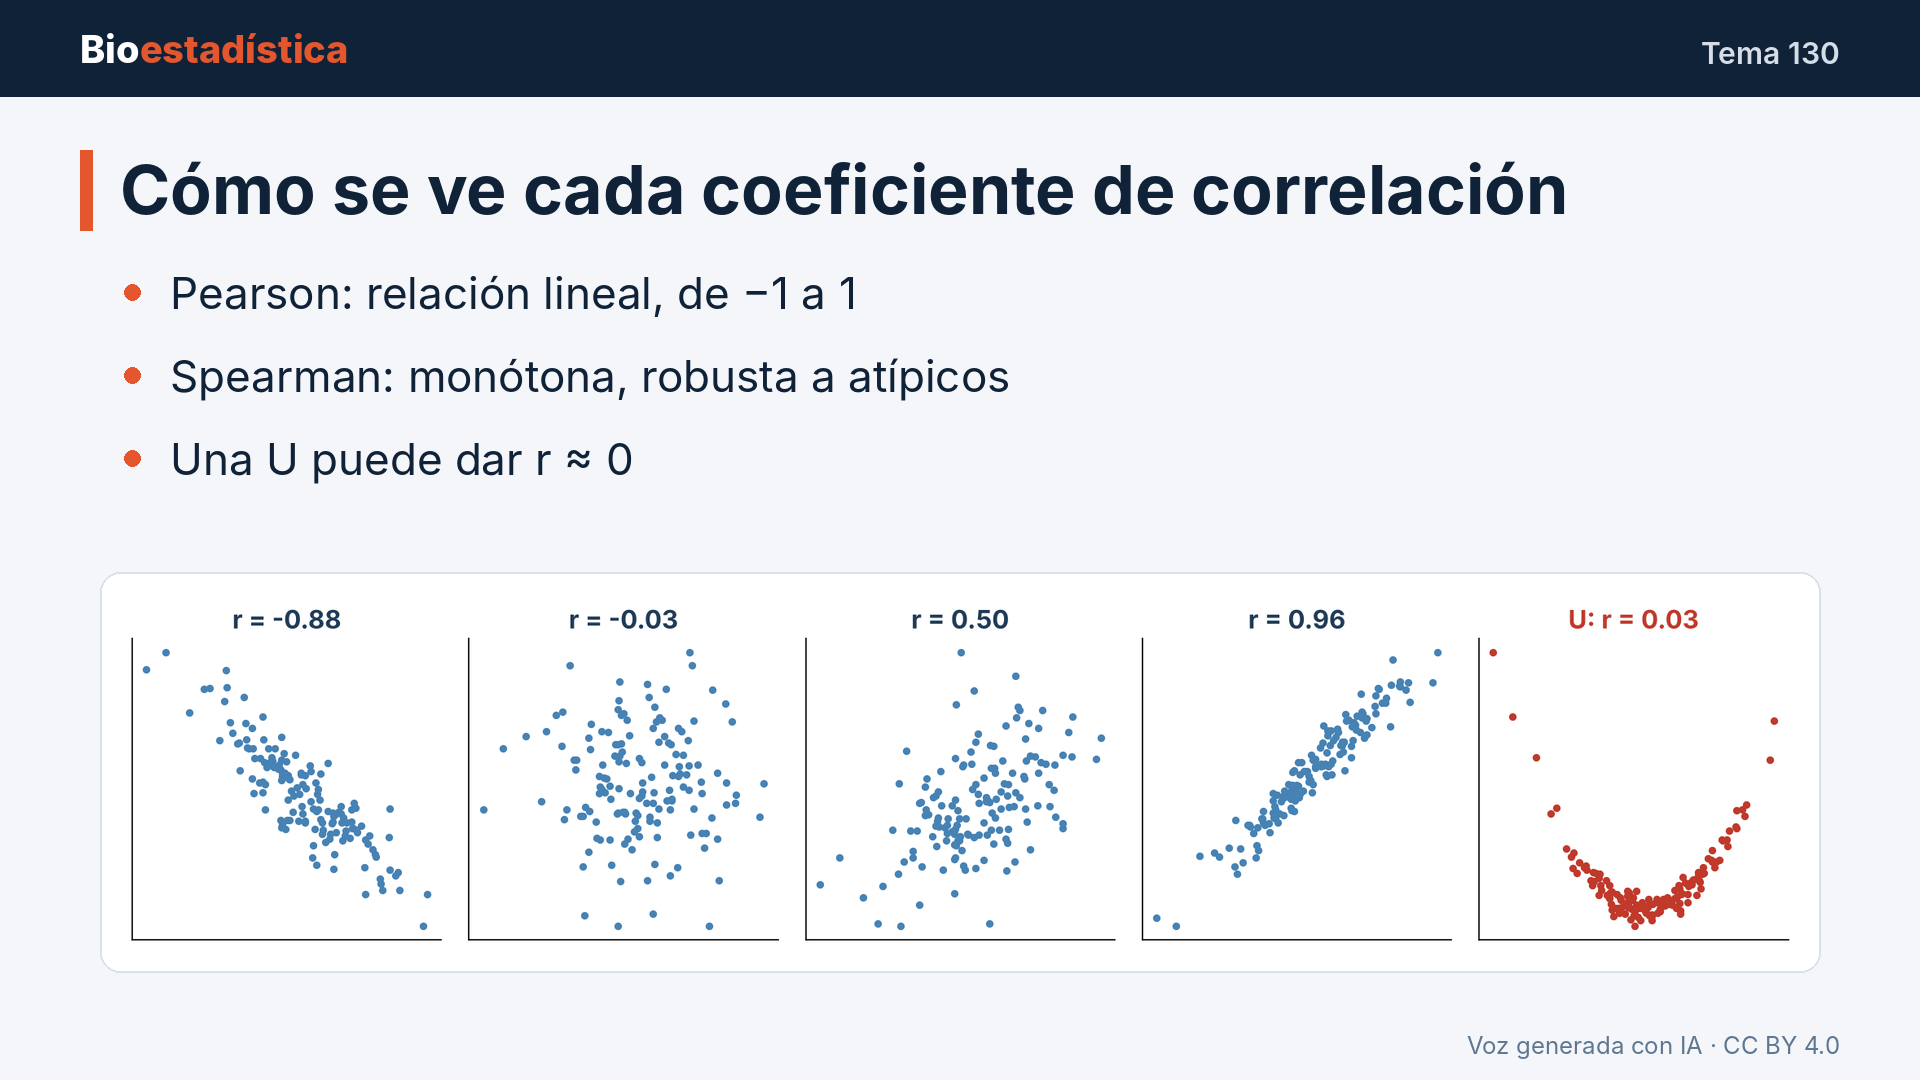 Bioestadística
Tema 130
Cómo se ve cada coeficiente de correlación
Pearson: relación lineal, de −1 a 1
Spearman: monótona, robusta a atípicos
Una U puede dar r ≈ 0
r = -0.88
r = -0.03
r = 0.50
r = 0.96
U: r = 0.03
Voz generada con IA · CC BY 4.0